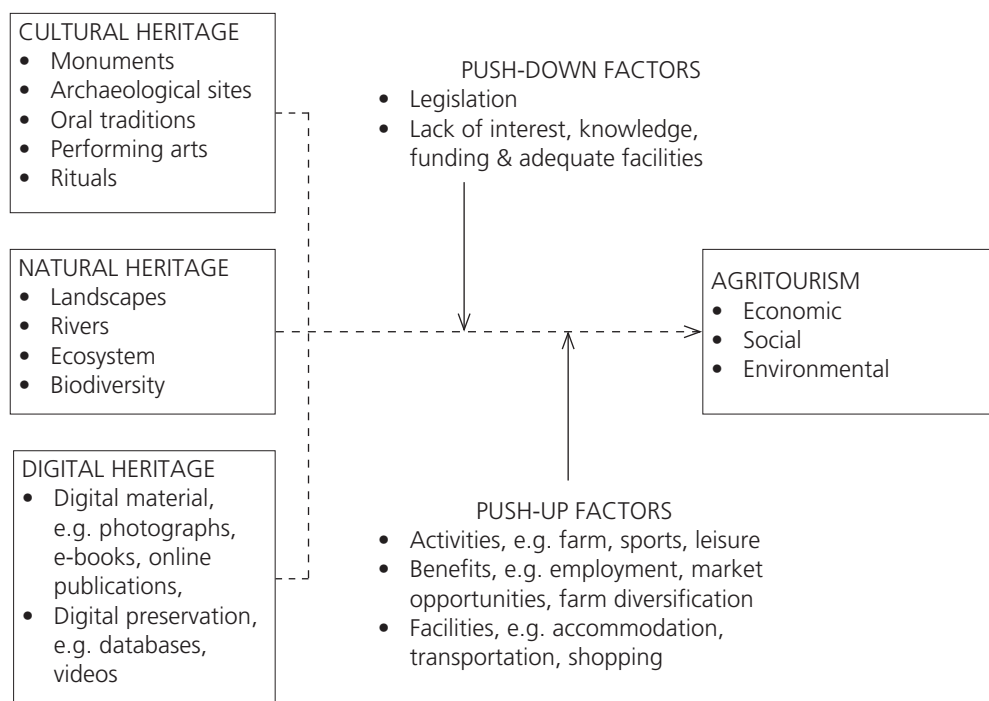 CULTURAL HERITAGE
• Monuments
• Archaeological sites
• Oral traditions
• Performing arts
• Rituals
NATURAL HERITAGE
• Landscapes
• Rivers
• Ecosystem
• Biodiversity
DIGITAL HERITAGE
• Digital material,
e.g. photographs,
e-books, online
publications,
• Digital preservation,
e.g. databases,
videos
PUSH-DOWN FACTORS
• Legislation
• Lack of interest, knowledge,
funding & adequate facilities
PUSH-UP FACTORS
• Activities, e.g. farm, sports, leisure
• Benefits, e.g. employment, market
opportunities, farm diversification
• Facilities, e.g. accommodation,
transportation, shopping
AGRITOURISM
• Economic
• Social
• Environmental